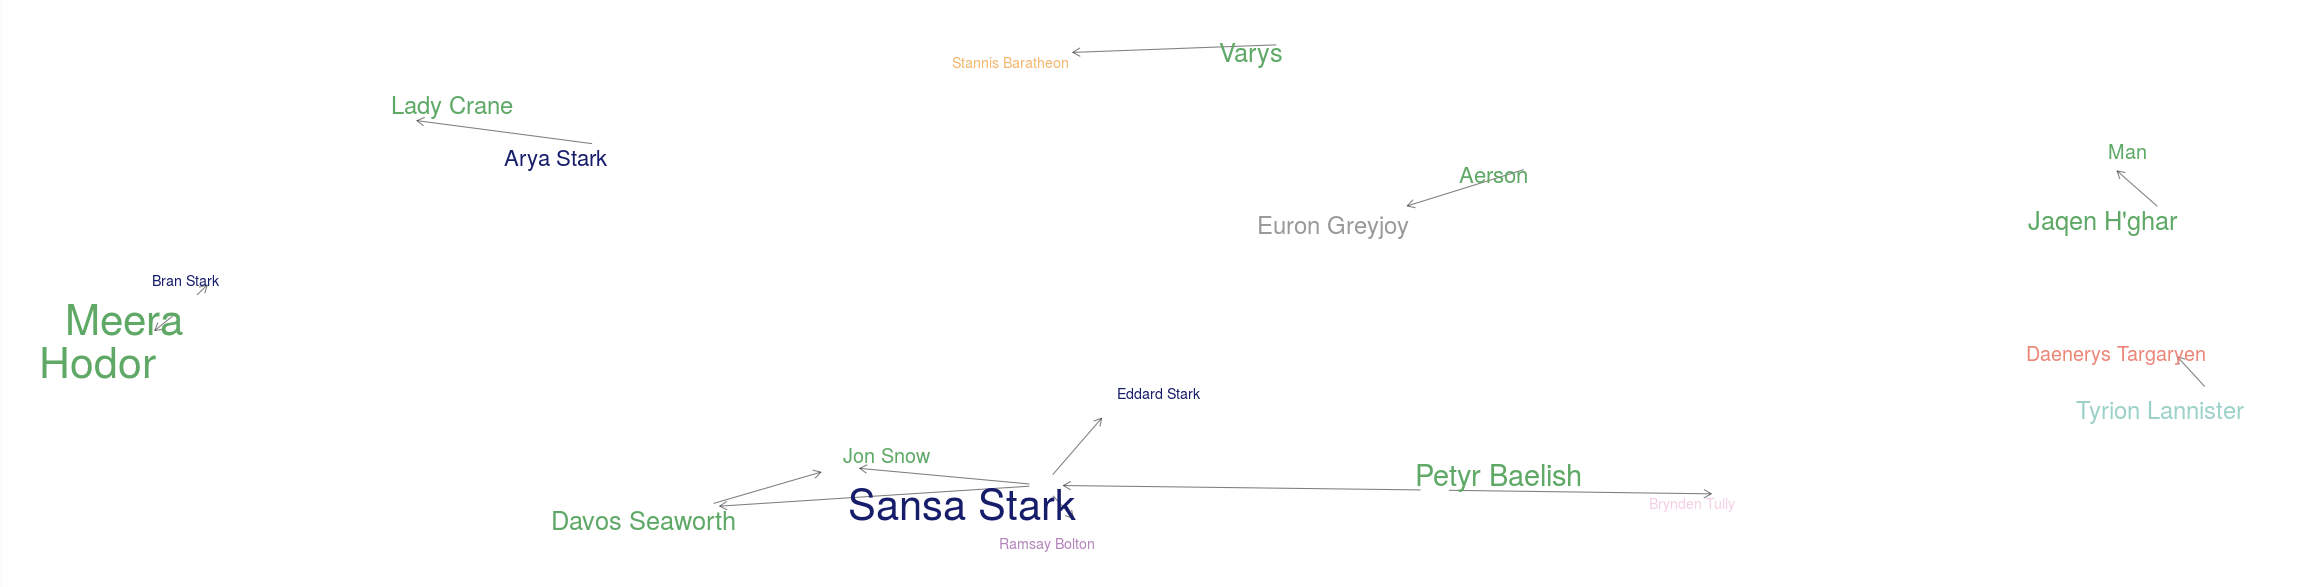 Varys
Stannis Baratheon
Lady Crane
Arya Stark
Man
Aerson
Jaqen H'ghar
Euron Greyjoy
Bran Stark
Meera
Hodor
Daenerys Targaryen
Tyrion Lannister
Eddard Stark
Jon Snow
Petyr Baelish
Sansa Stark
Brynden Tully
Davos Seaworth
Ramsay Bolton